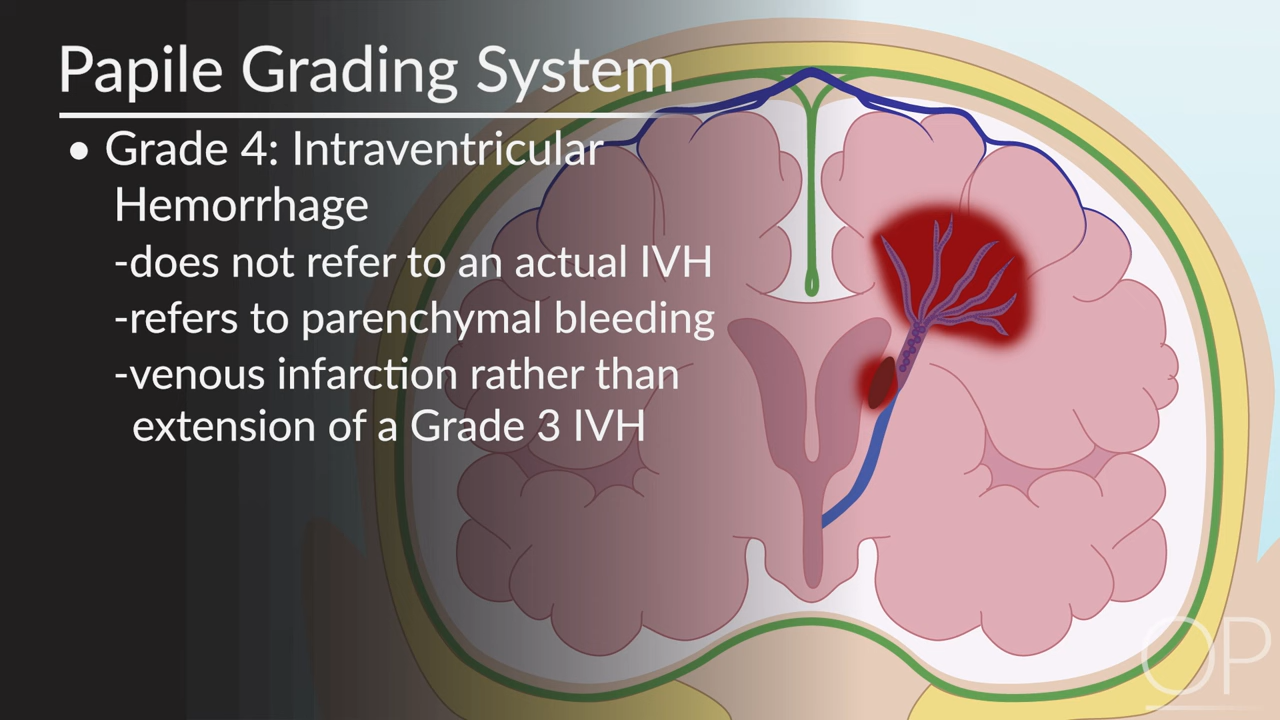 Papile Grading System
• Grade 4: Intraventricular
Hemorrhage
-does not refer to an actual IVH
-refers to parenchymal bleeding
-venous infarction rather than
extension of a Grade 3 IVH
OP